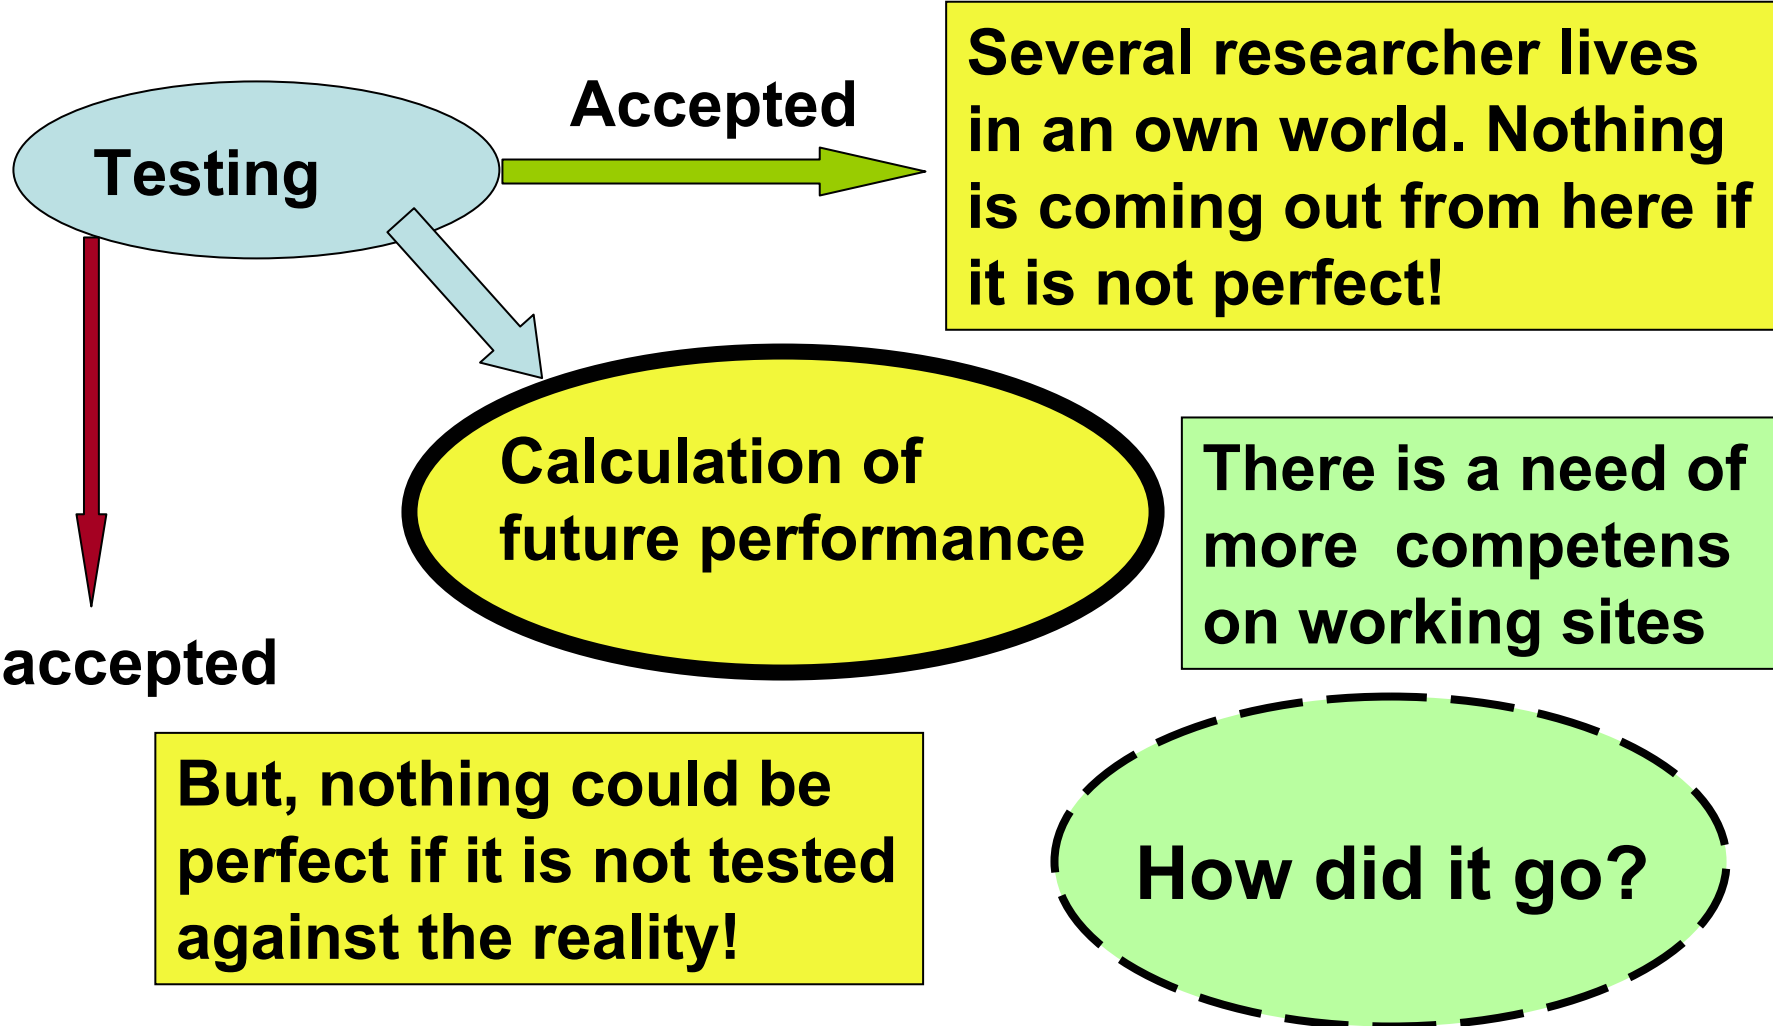 Testing
Accepted
Several researcher lives
in an own world. Nothing
is coming out from here if
it is not perfect!
Calculation of
future performance
There is a need of
more  competens
on working sites
accepted
But, nothing could be
perfect if it is not tested
against the reality!
How did it go?